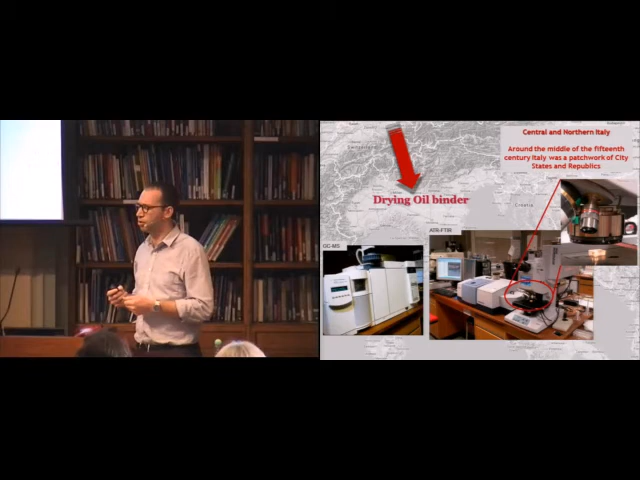 Central and Northern Italy
Around the middle of the fifteenth
century Italy was a patchwork of City
States and Republics
Drying Oil binder
Croatia
GC-MS
ATR-FTIR